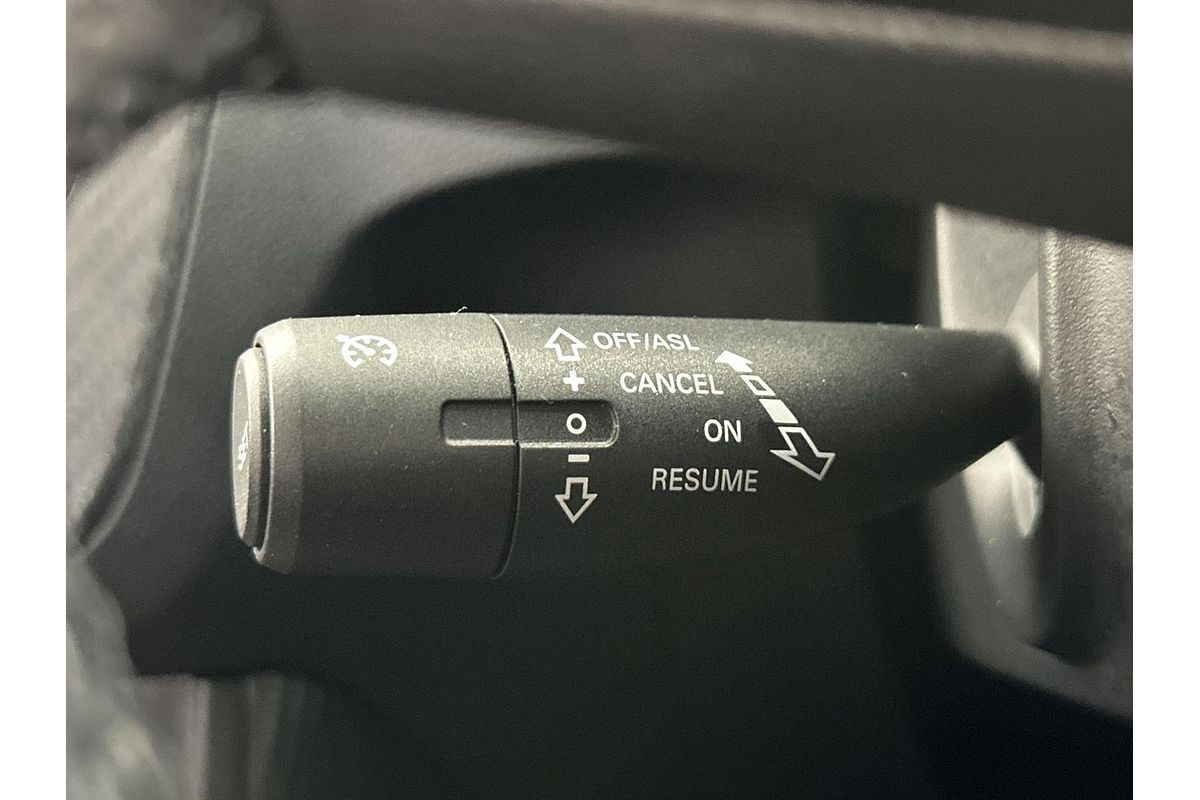 OFF/ASL
+ CANCEL
O ON
− RESUME